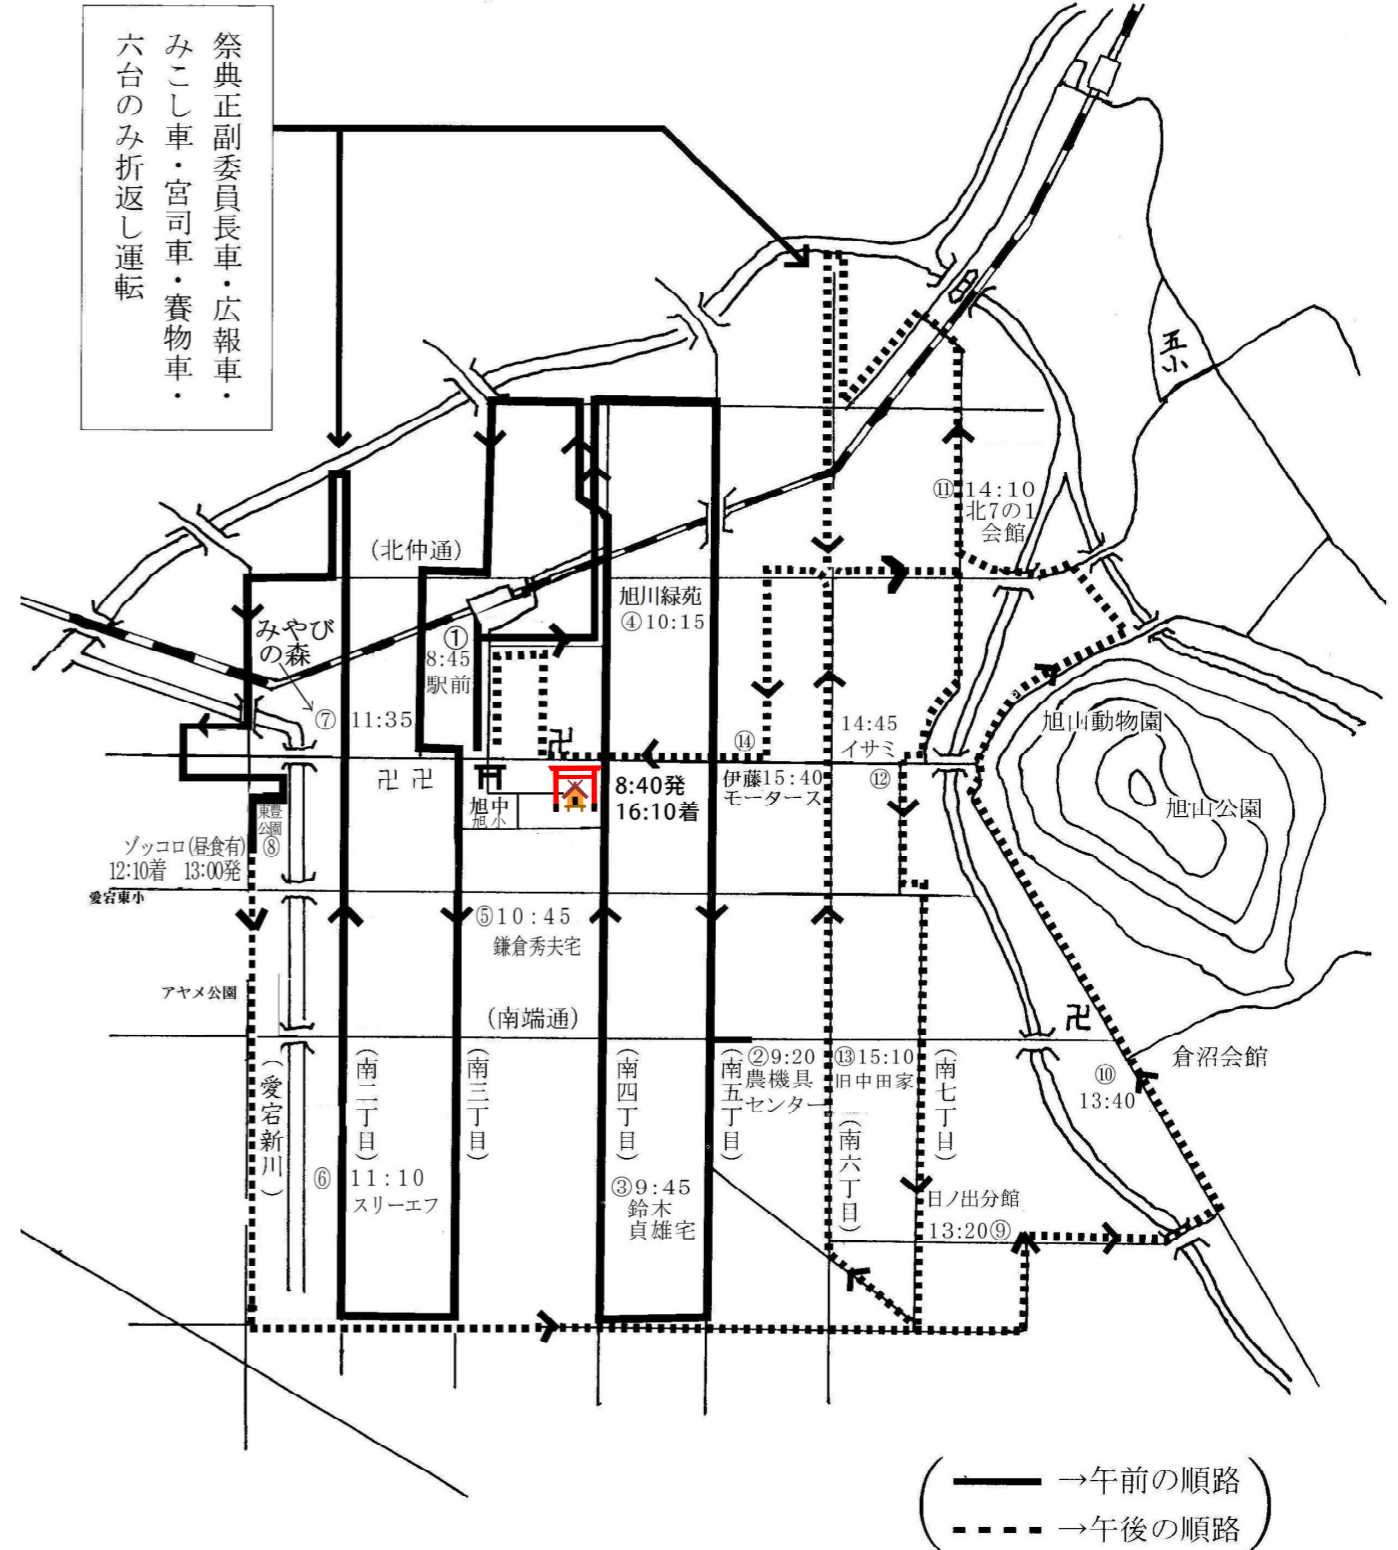 祭典正副委員長車・広報車・
みこし車・宮司車・賽物車・
六台のみ折返し運転
五小
⑪14:10
北7の1
会館
(北仲通)
旭川緑苑
④10:15
みやび
の森
①
8:45
駅前
⑦ 11:35
14:45
イサミ
⑫
旭山動物園
旭山公園
⑭
伊藤15:40
モータース
卍
卍 卍
8:40発
16:10着
旭中
旭小
東豊
公園
⑧
ゾッコロ(昼食有)
12:10着 13:00発
愛宕東小
⑤10:45
鎌倉秀夫宅
アヤメ公園
(南端通)
卍
倉沼会館
⑩
13:40
(愛宕新川)
(南二丁目)
(南三丁目)
(南四丁目)
(南五丁目)
②9:20
農機具
センター
⑬15:10
旧中田家
(南六丁目)
(南七丁目)
⑥ 11:10
スリーエフ
③9:45
鈴木
貞雄宅
日ノ出分館
13:20⑨
→午前の順路
→午後の順路